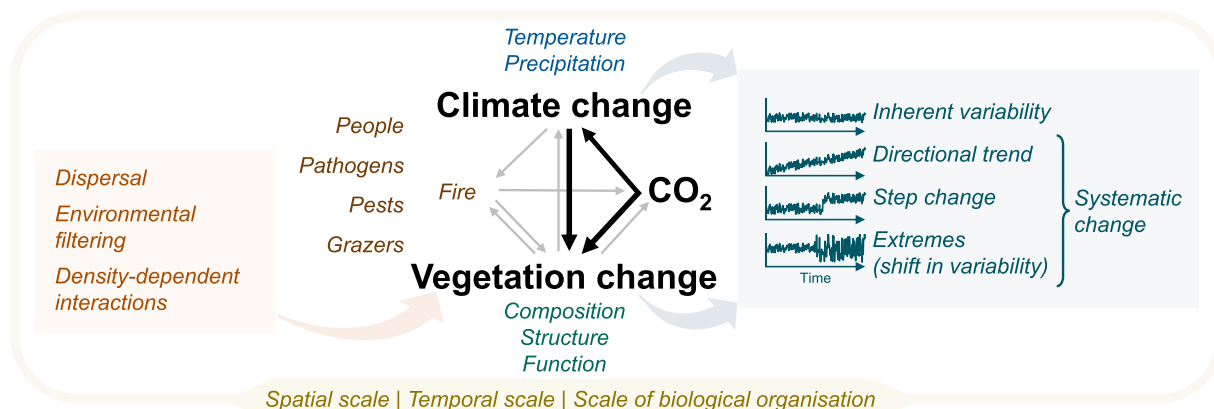 Temperature
Precipitation
Climate change
People
Pathogens
Pests
Grazers
Fire
CO₂
Dispersal
Environmental
filtering
Density-dependent
interactions
Vegetation change
Composition
Structure
Function
Inherent variability
Directional trend
Step change
Extremes
(shift in variability)
Time
Systematic
change
Spatial scale | Temporal scale | Scale of biological organisation